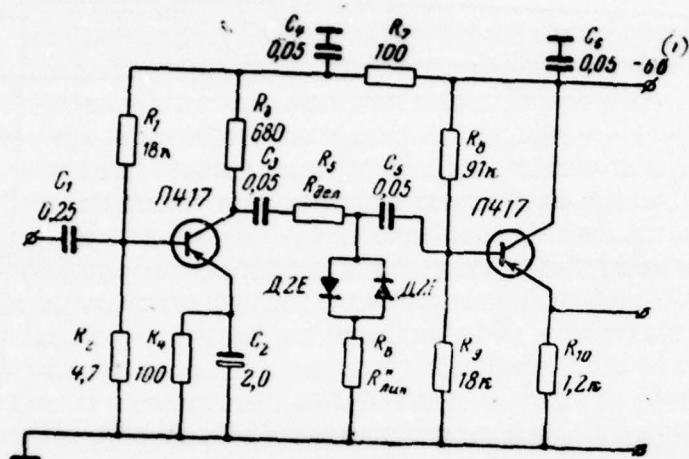 C₄
0,05
R₇
100
C₆
0,05
-6В
(1)
R₁
18к
R₃
680
C₃
0,05
R₅
Rдел
C₅
0,05
R₈
91к
C₁
0,25
П417
П417
Д2Е
R₂
4,7
R₄
100
C₂
2,0
R₆
R"лин
R₉
18к
R₁₀
1,2к